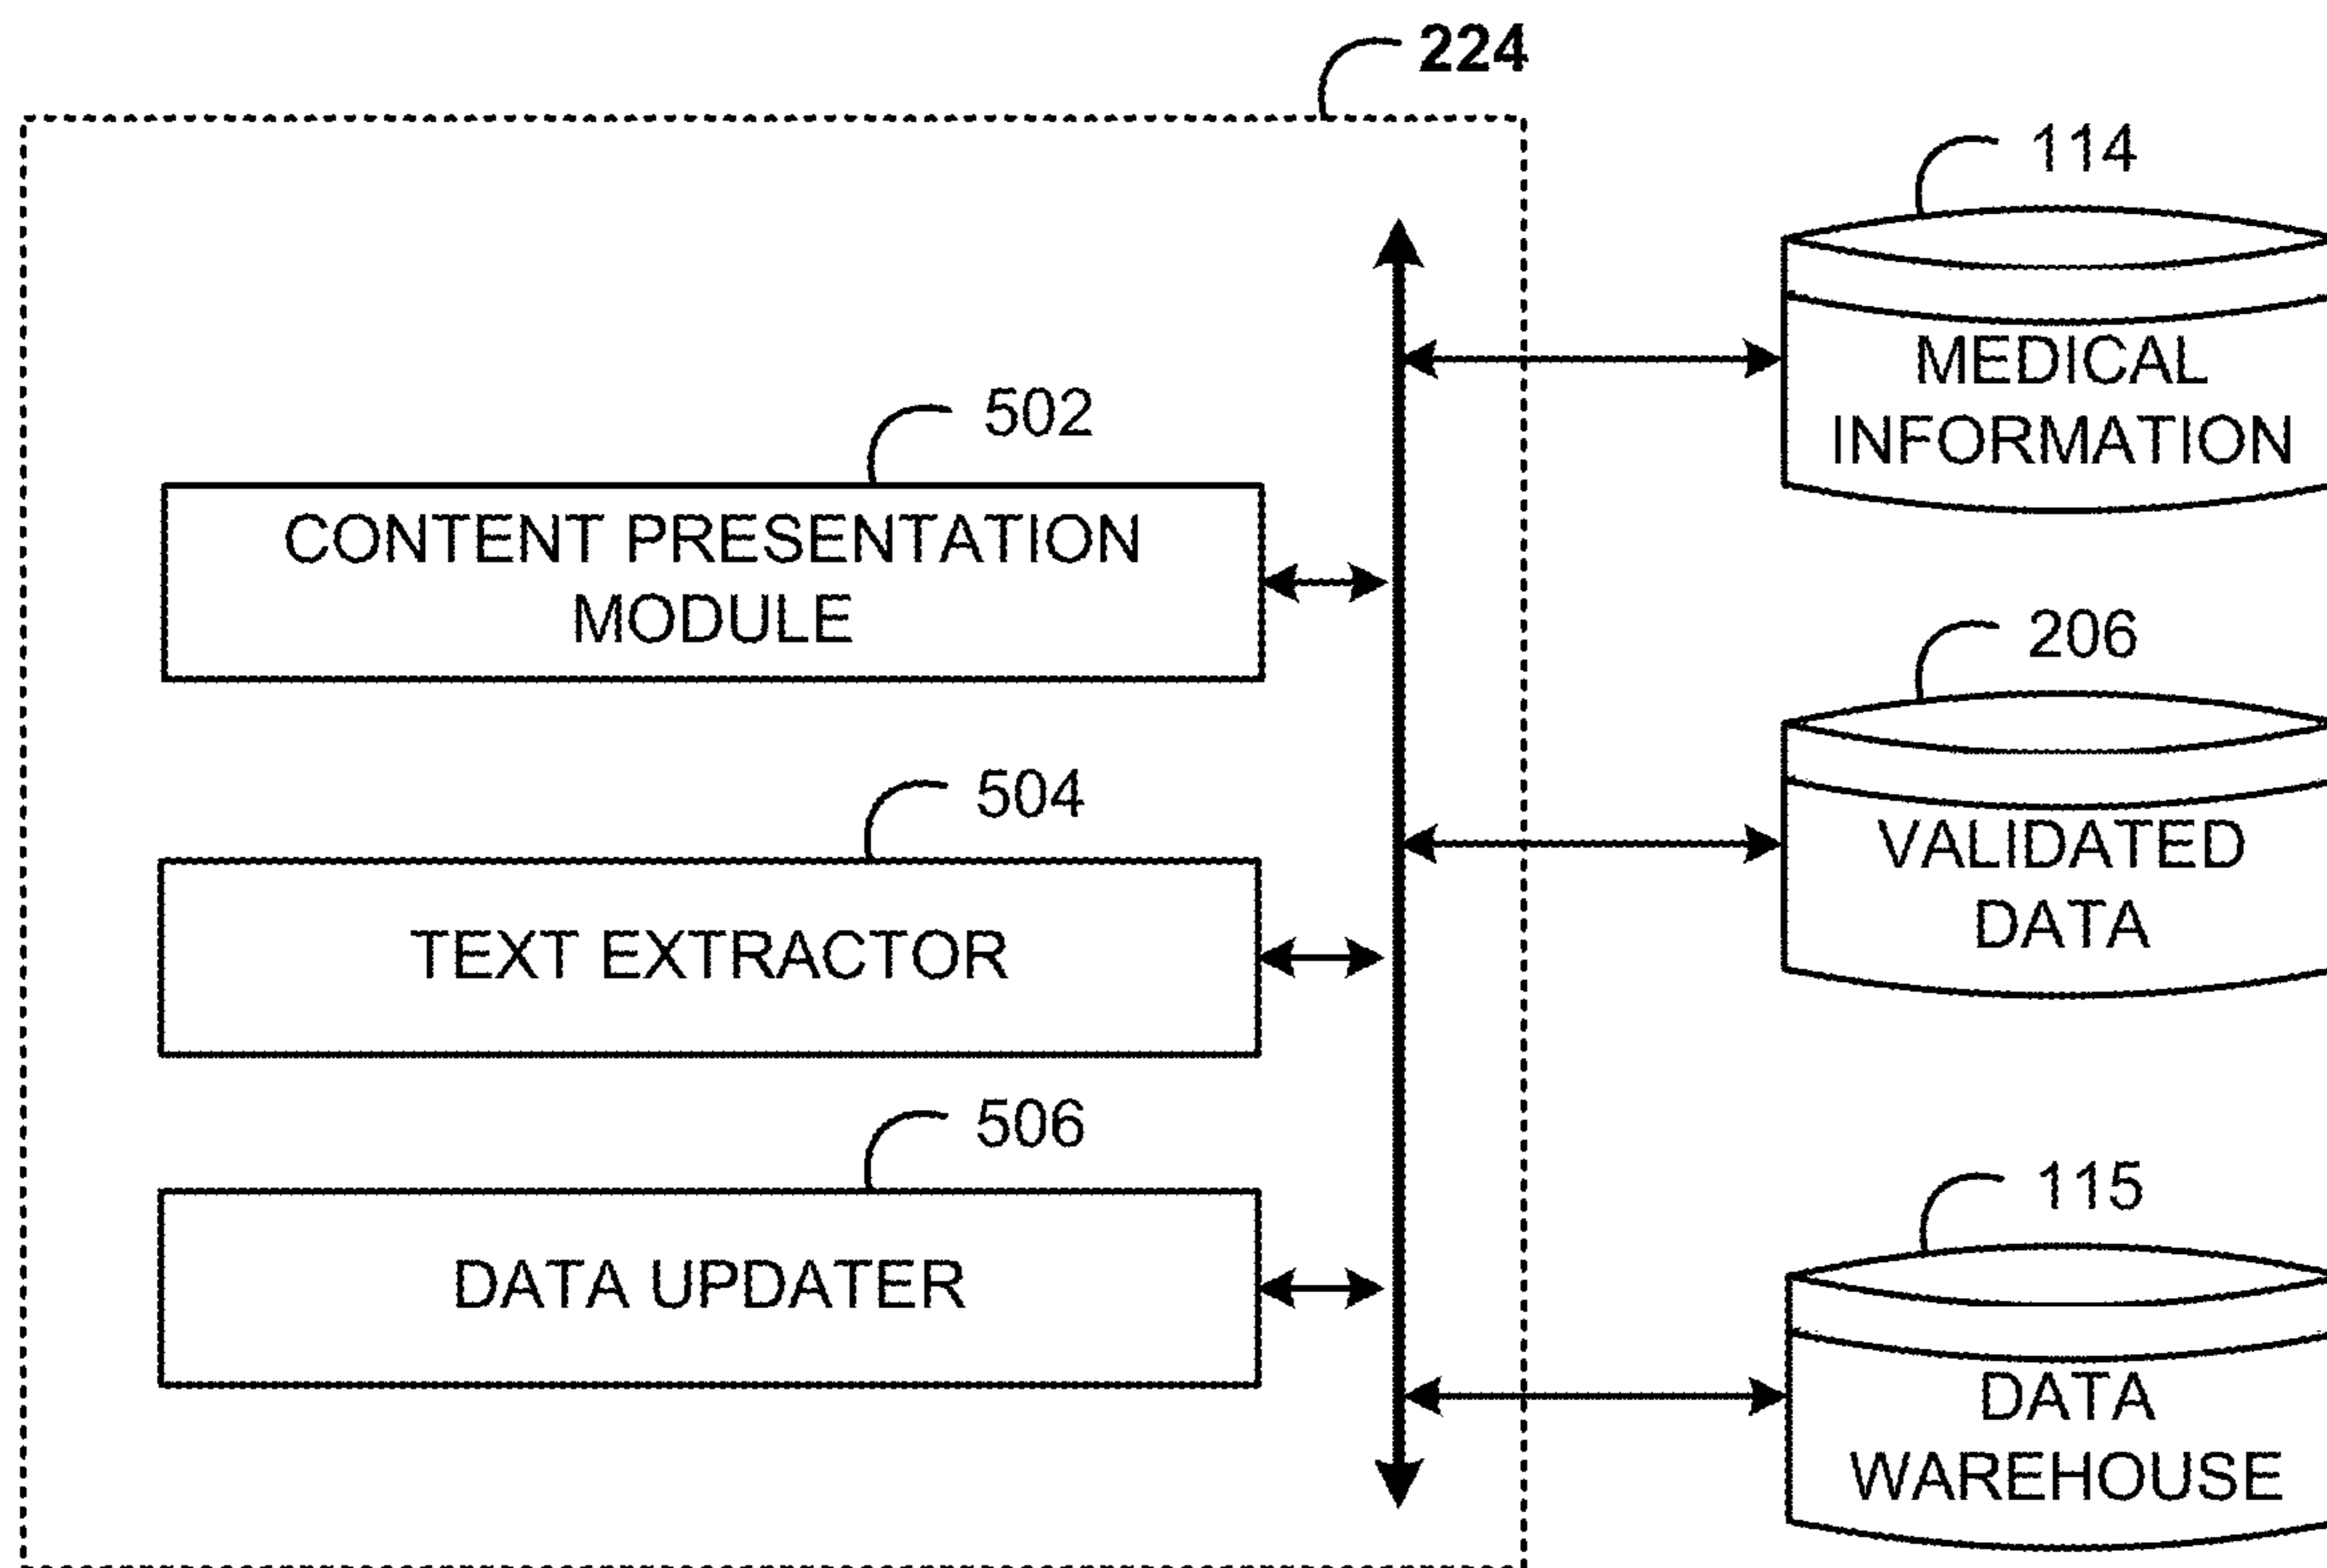 224
114
MEDICAL
INFORMATION
502
CONTENT PRESENTATION
MODULE
206
VALIDATED
DATA
504
TEXT EXTRACTOR
506
DATA UPDATER
115
DATA
WAREHOUSE